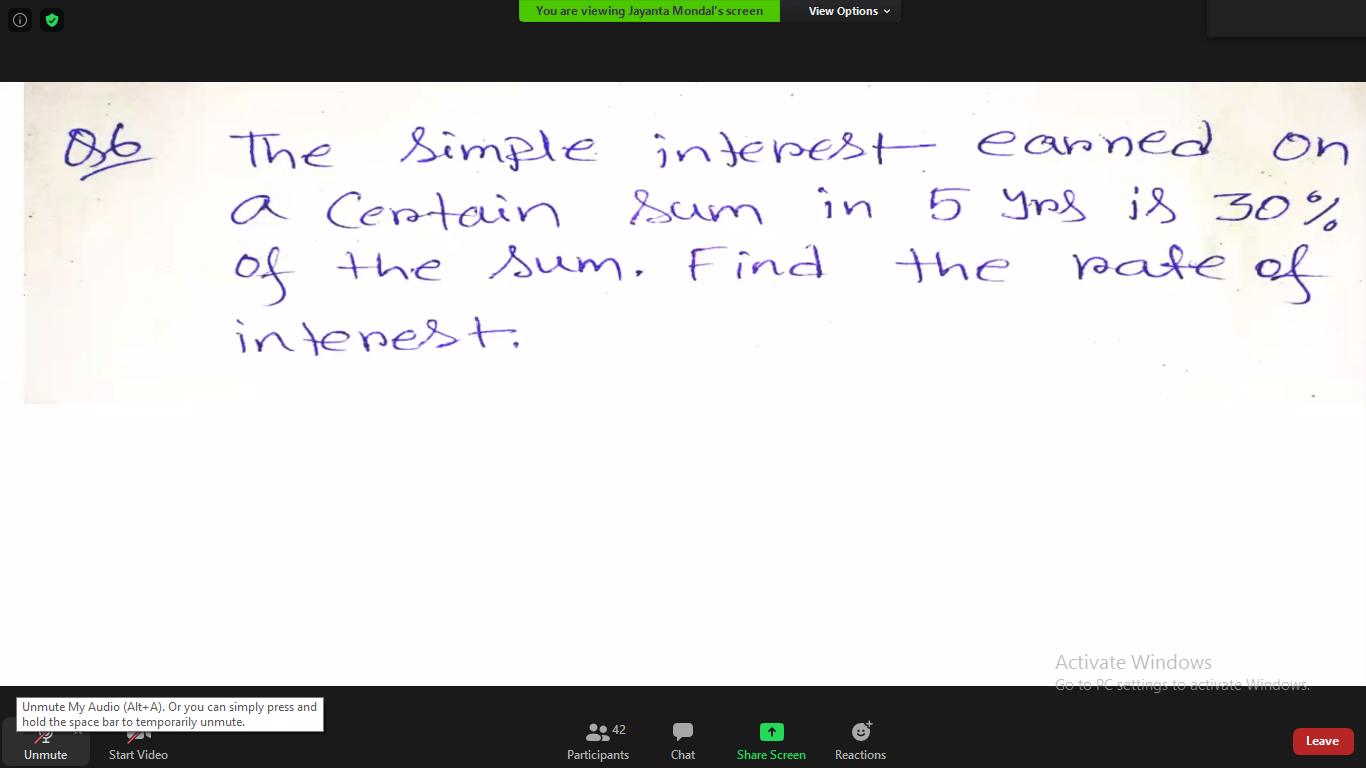 You are viewing Jayanta Mondal's screen View Options
Q6 The simple interest earned on
a certain sum in 5 yrs is 30%
of the sum. Find the rate of
interest.
Activate Windows
Go to PC settings to activate Windows.
Unmute My Audio (Alt+A). Or you can simply press and
hold the space bar to temporarily unmute.
Unmute Start Video Participants 42 Chat Share Screen Reactions Leave